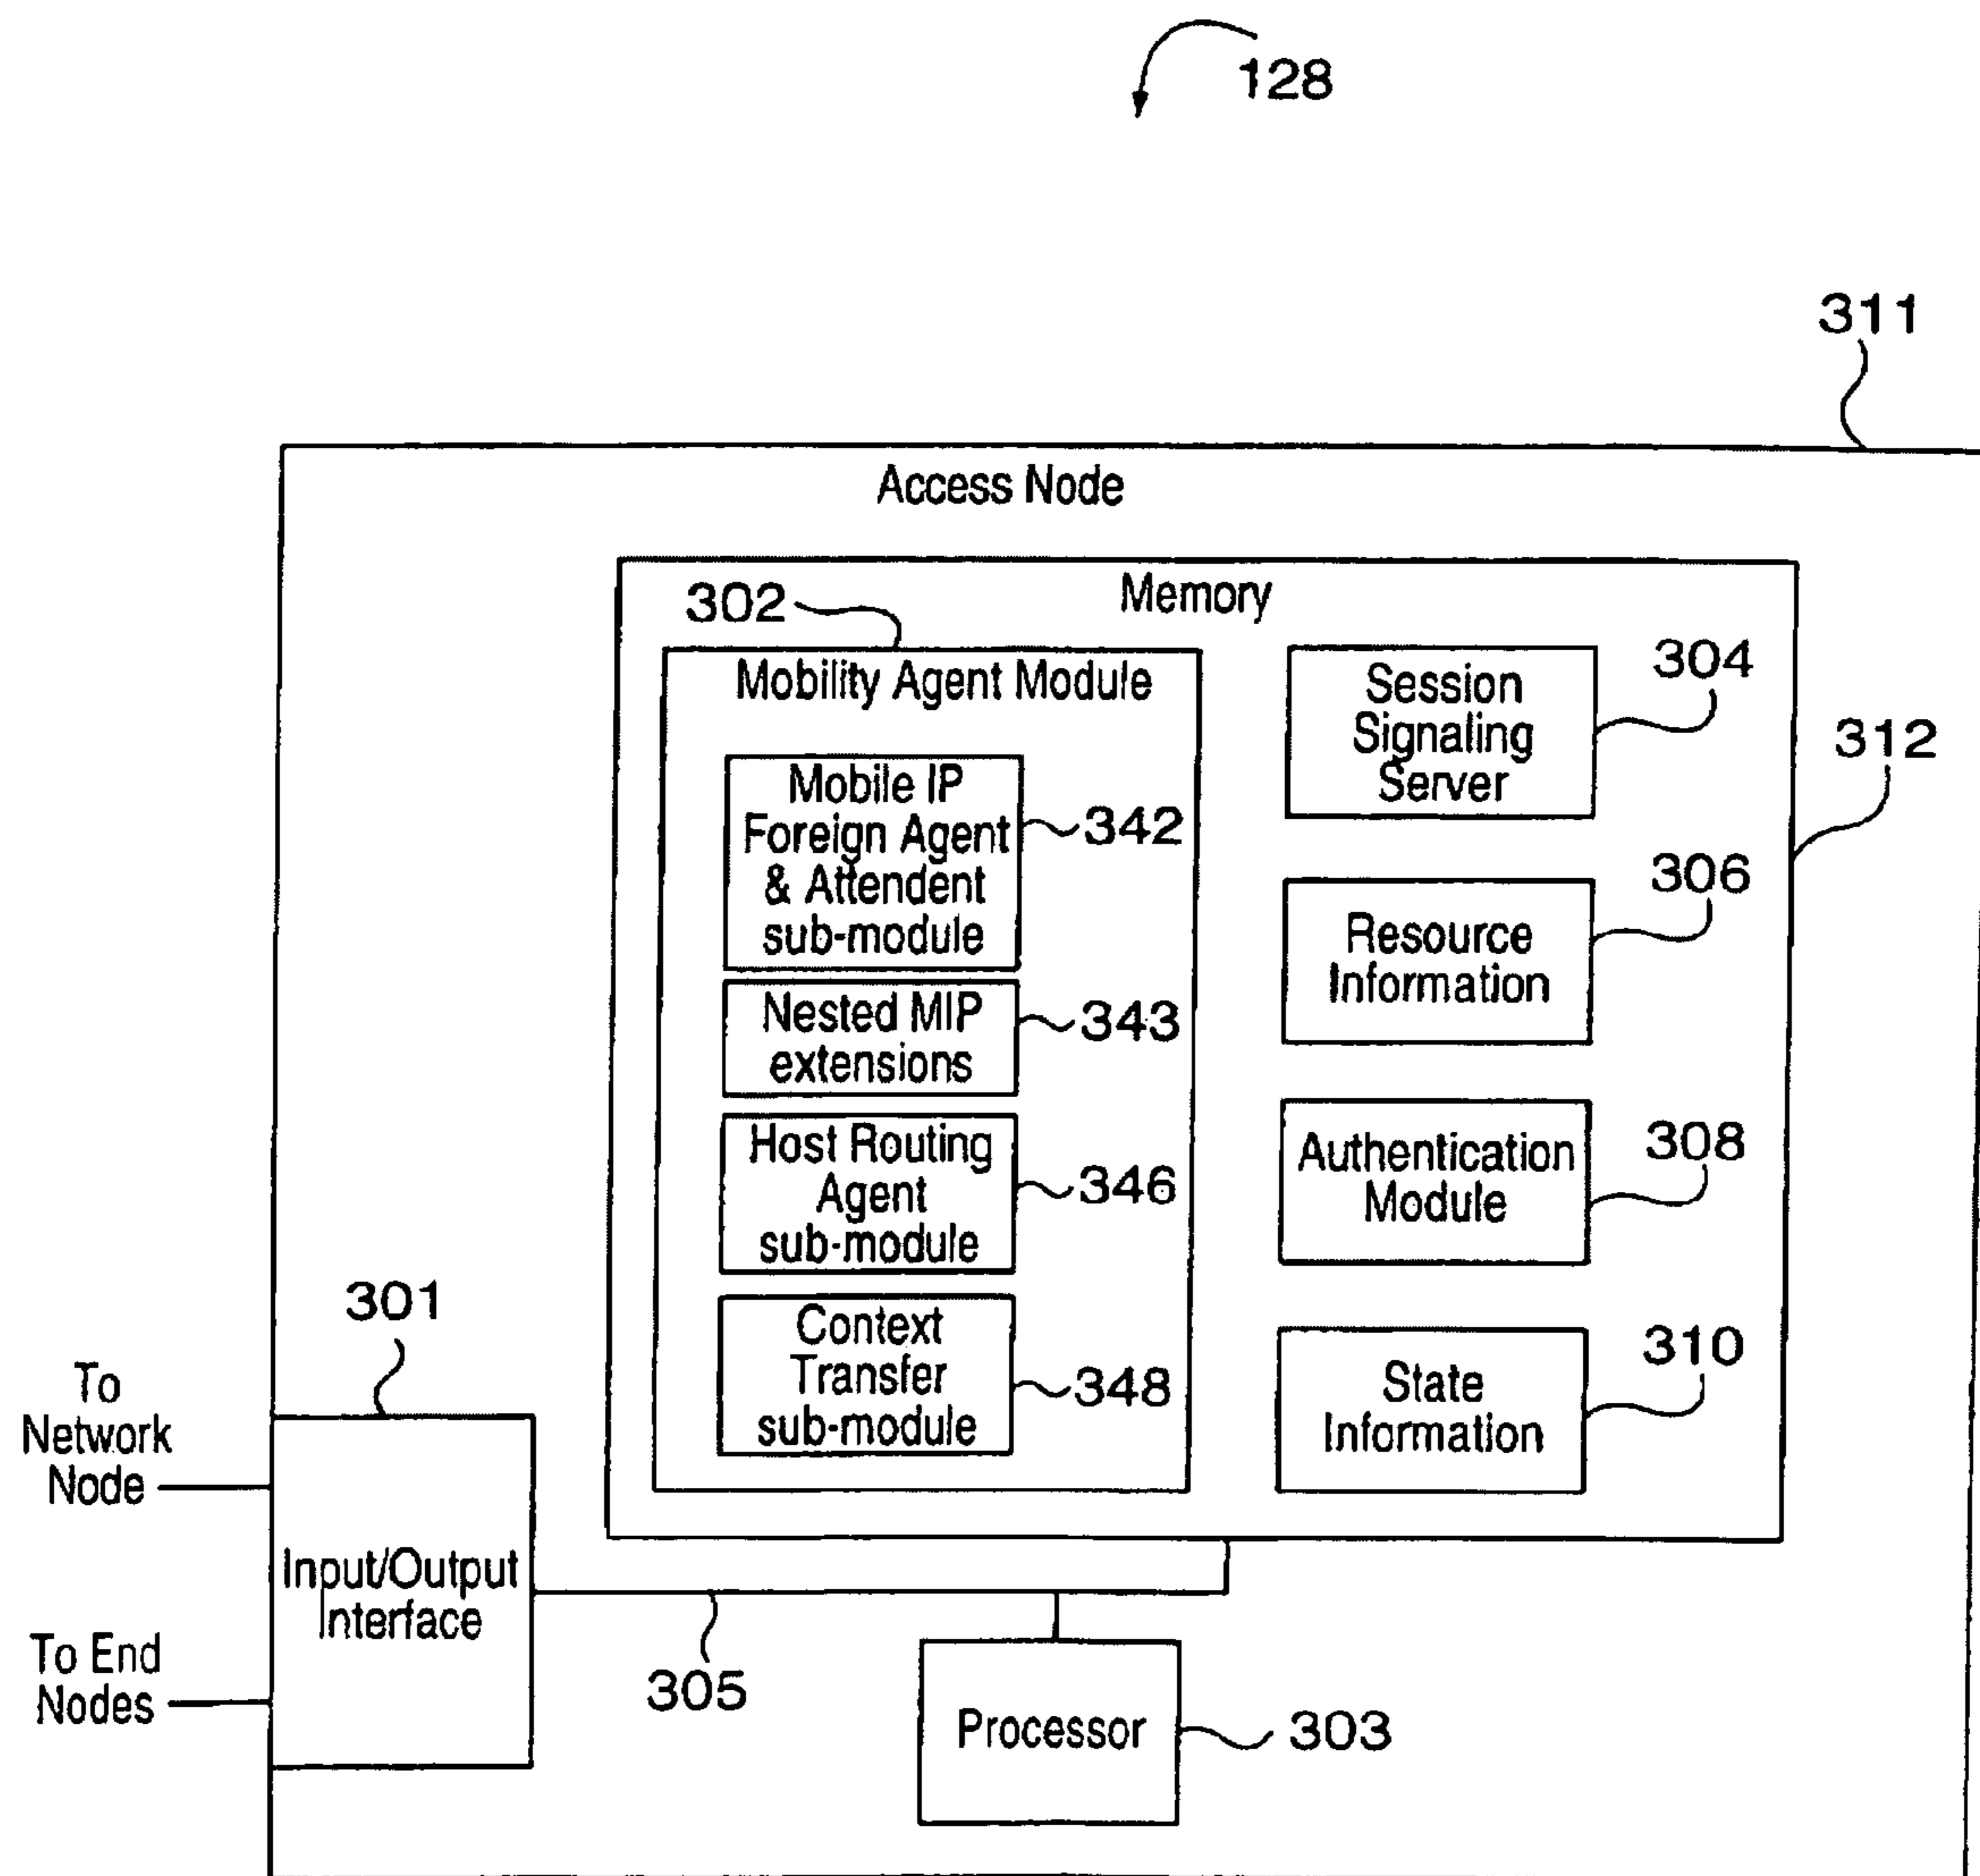 128
311
Access Node
Memory
302
Mobility Agent Module
Mobile IP
Foreign Agent
& Attendent
sub-module
342
Nested MIP
extensions
343
Host Routing
Agent
sub-module
346
Context
Transfer
sub-module
348
Session
Signaling
Server
304
312
Resource
Information
306
Authentication
Module
308
State
Information
310
301
To
Network
Node
Input/Output
Interface
To End
Nodes
305
Processor
303